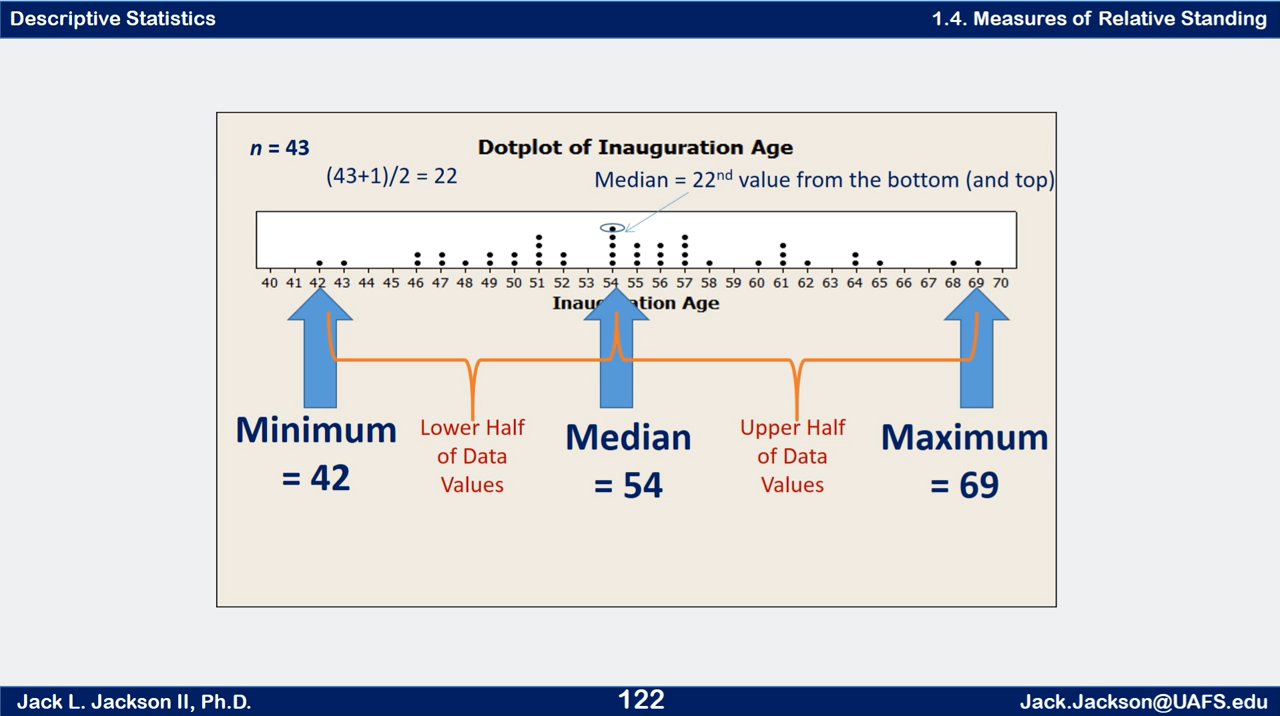 Descriptive Statistics
1.4. Measures of Relative Standing
n = 43
Dotplot of Inauguration Age
(43+1)/2 = 22
Median = 22nd value from the bottom (and top)
40 41 42 43 44 45 46 47 48 49 50 51 52 53 54 55 56 57 58 59 60 61 62 63 64 65 66 67 68 69 70
Inauguration Age
Minimum
= 42
Lower Half
of Data
Values
Median
= 54
Upper Half
of Data
Values
Maximum
= 69
Jack L. Jackson II, Ph.D.
122
Jack.Jackson@UAFS.edu